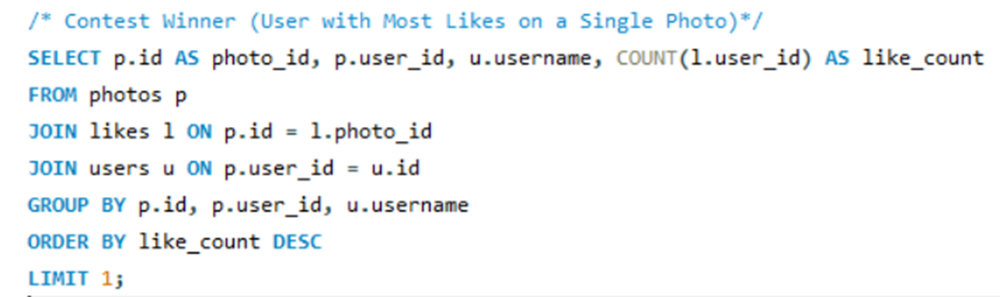 /* Contest Winner (User with Most Likes on a Single Photo)*/
SELECT p.id AS photo_id, p.user_id, u.username, COUNT(l.user_id) AS like_count
FROM photos p
JOIN likes l ON p.id = l.photo_id
JOIN users u ON p.user_id = u.id
GROUP BY p.id, p.user_id, u.username
ORDER BY like_count DESC
LIMIT 1;